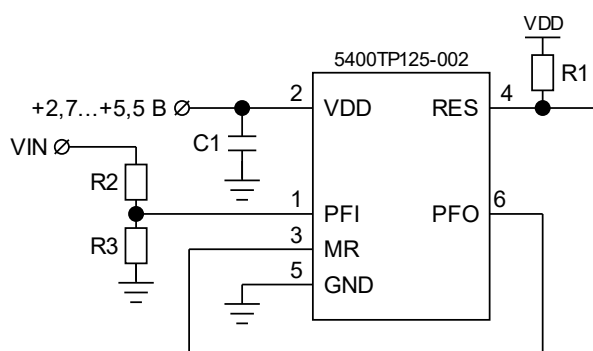 VDD
5400TP125-002
R1
+2,7...+5,5 В
2
VDD
RES
4
C1
VIN
R2
1
PFI
PFO
6
R3
3
MR
5
GND